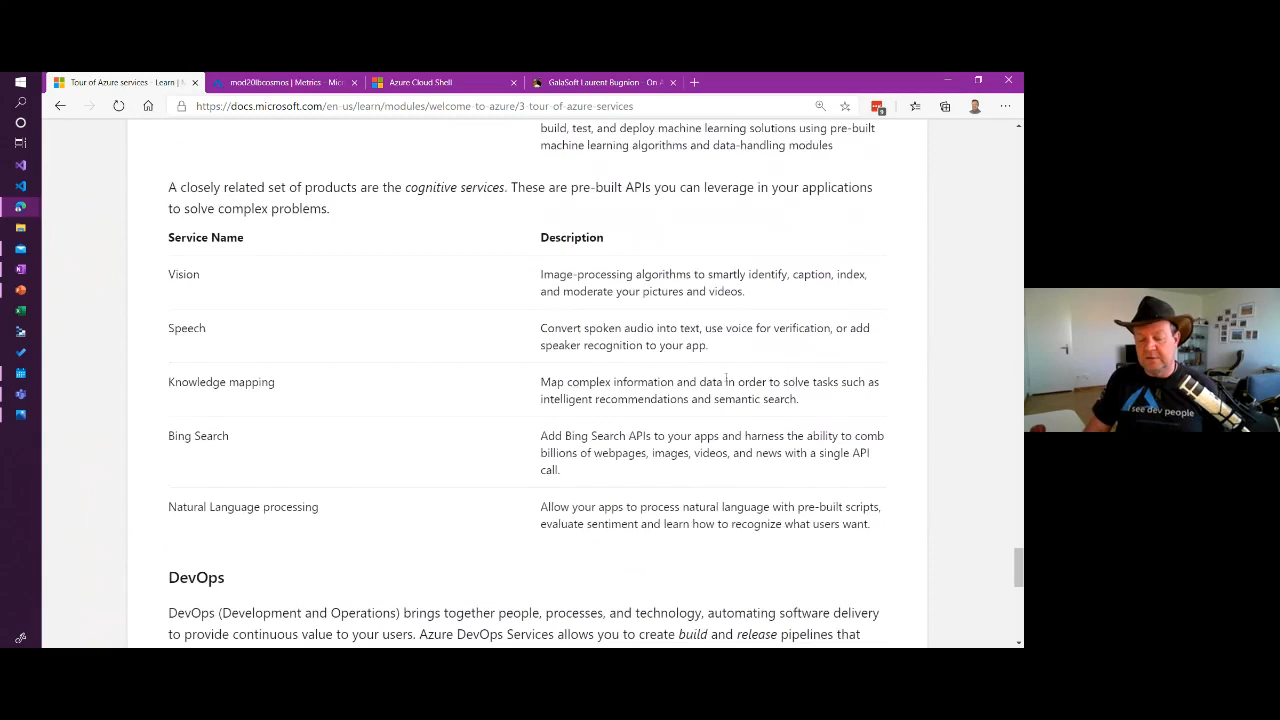 Tour of Azure services - Learn | M
mod20lbcosmos | Metrics - Micr
Azure Cloud Shell
GalaSoft Laurent Bugnion - On A
https://docs.microsoft.com/en-us/learn/modules/welcome-to-azure/3-tour-of-azure-services
build, test, and deploy machine learning solutions using pre-built
machine learning algorithms and data-handling modules
A closely related set of products are the cognitive services. These are pre-built APIs you can leverage in your applications
to solve complex problems.
Service Name
Description
Vision
Image-processing algorithms to smartly identify, caption, index,
and moderate your pictures and videos.
Speech
Convert spoken audio into text, use voice for verification, or add
speaker recognition to your app.
Knowledge mapping
Map complex information and data in order to solve tasks such as
intelligent recommendations and semantic search.
Bing Search
Add Bing Search APIs to your apps and harness the ability to comb
billions of webpages, images, videos, and news with a single API
call.
Natural Language processing
Allow your apps to process natural language with pre-built scripts,
evaluate sentiment and learn how to recognize what users want.
DevOps
DevOps (Development and Operations) brings together people, processes, and technology, automating software delivery
to provide continuous value to your users. Azure DevOps Services allows you to create build and release pipelines that
see dev people